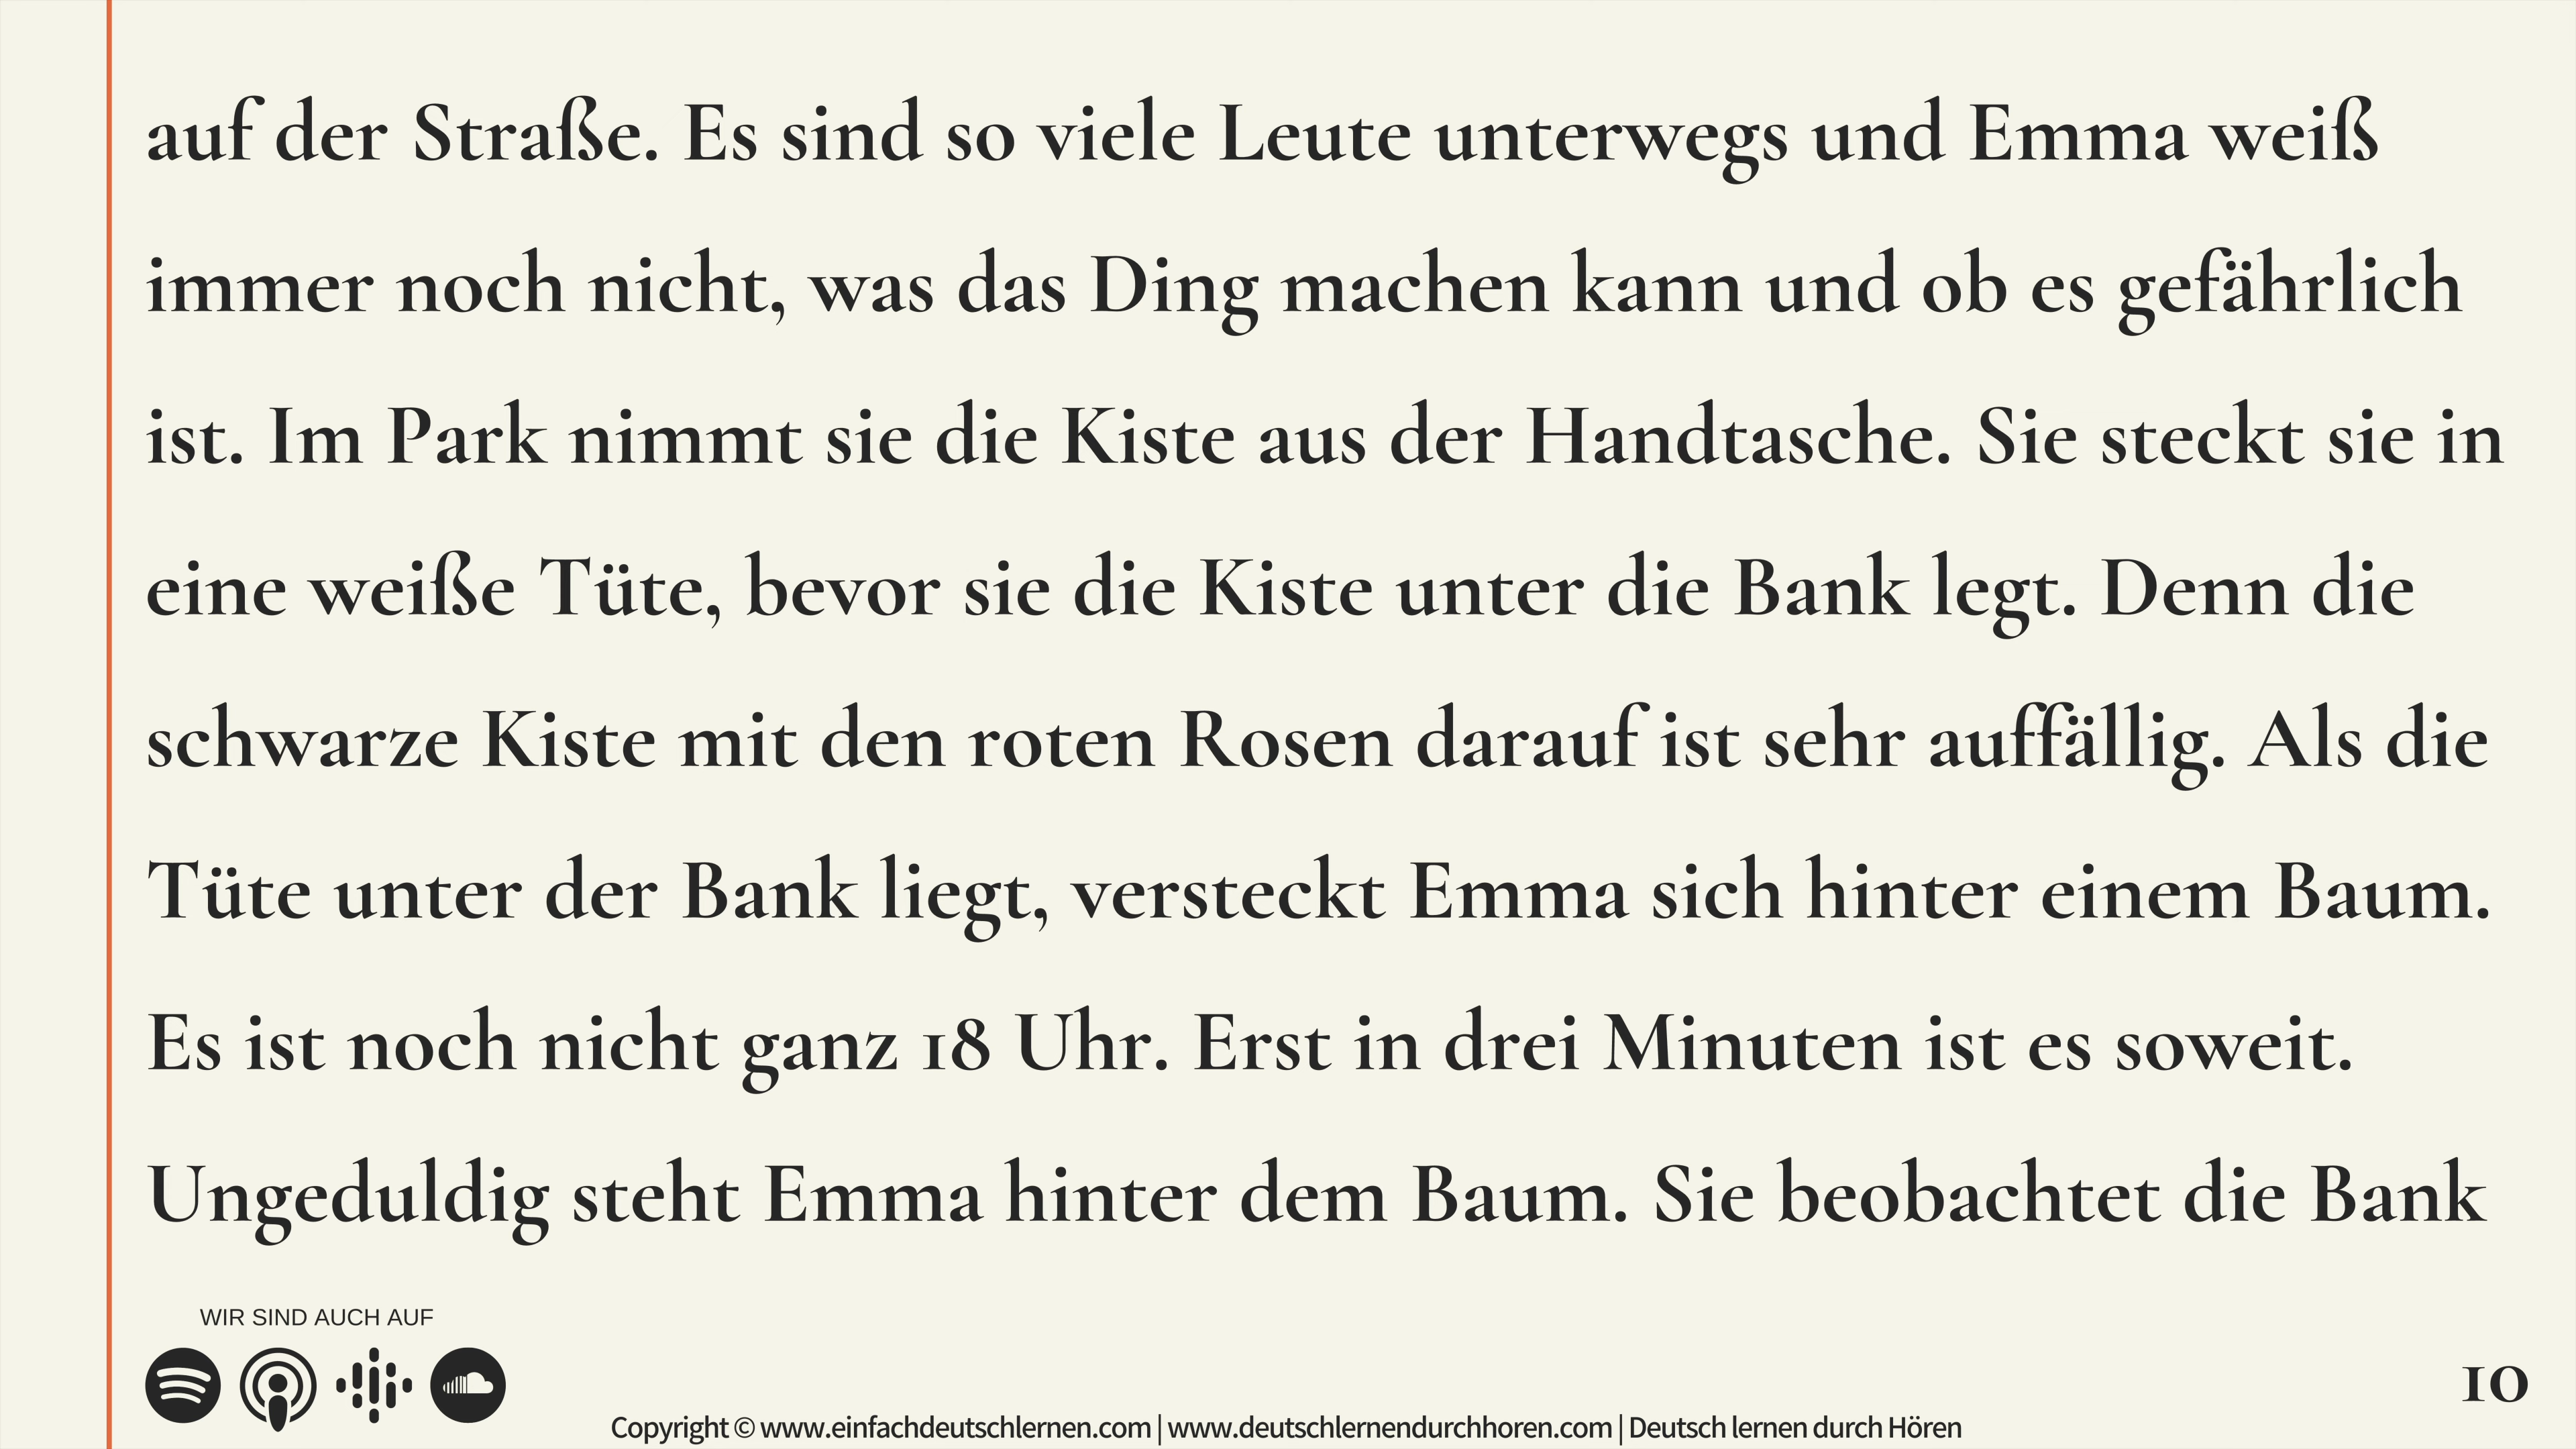 auf der Straße. Es sind so viele Leute unterwegs und Emma weiß
immer noch nicht, was das Ding machen kann und ob es gefährlich
ist. Im Park nimmt sie die Kiste aus der Handtasche. Sie steckt sie in
eine weiße Tüte, bevor sie die Kiste unter die Bank legt. Denn die
schwarze Kiste mit den roten Rosen darauf ist sehr auffällig. Als die
Tüte unter der Bank liegt, versteckt Emma sich hinter einem Baum.
Es ist noch nicht ganz 18 Uhr. Erst in drei Minuten ist es soweit.
Ungeduldig steht Emma hinter dem Baum. Sie beobachtet die Bank
WIR SIND AUCH AUF
10
Copyright © www.einfachdeutschlernen.com | www.deutschlernendurchhoren.com | Deutsch lernen durch Hören